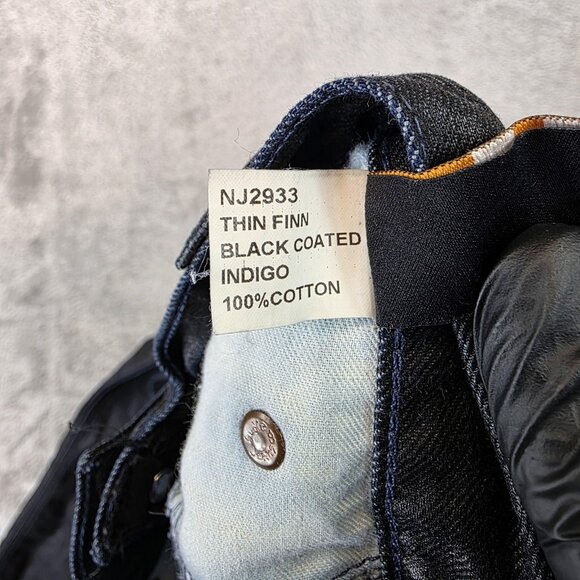 NJ2933
THIN FINN
BLACK COATED
INDIGO
100%COTTON